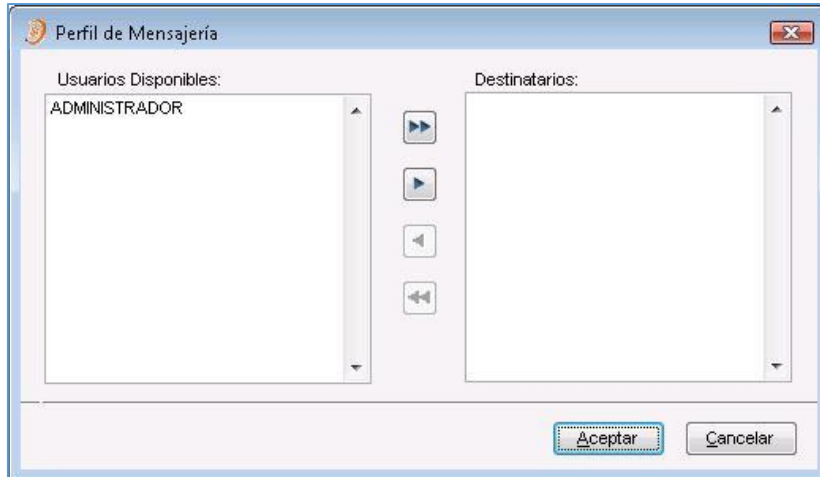 Perfil de Mensajería
Usuarios Disponibles:
Destinatarios:
ADMINISTRADOR
Aceptar
Cancelar